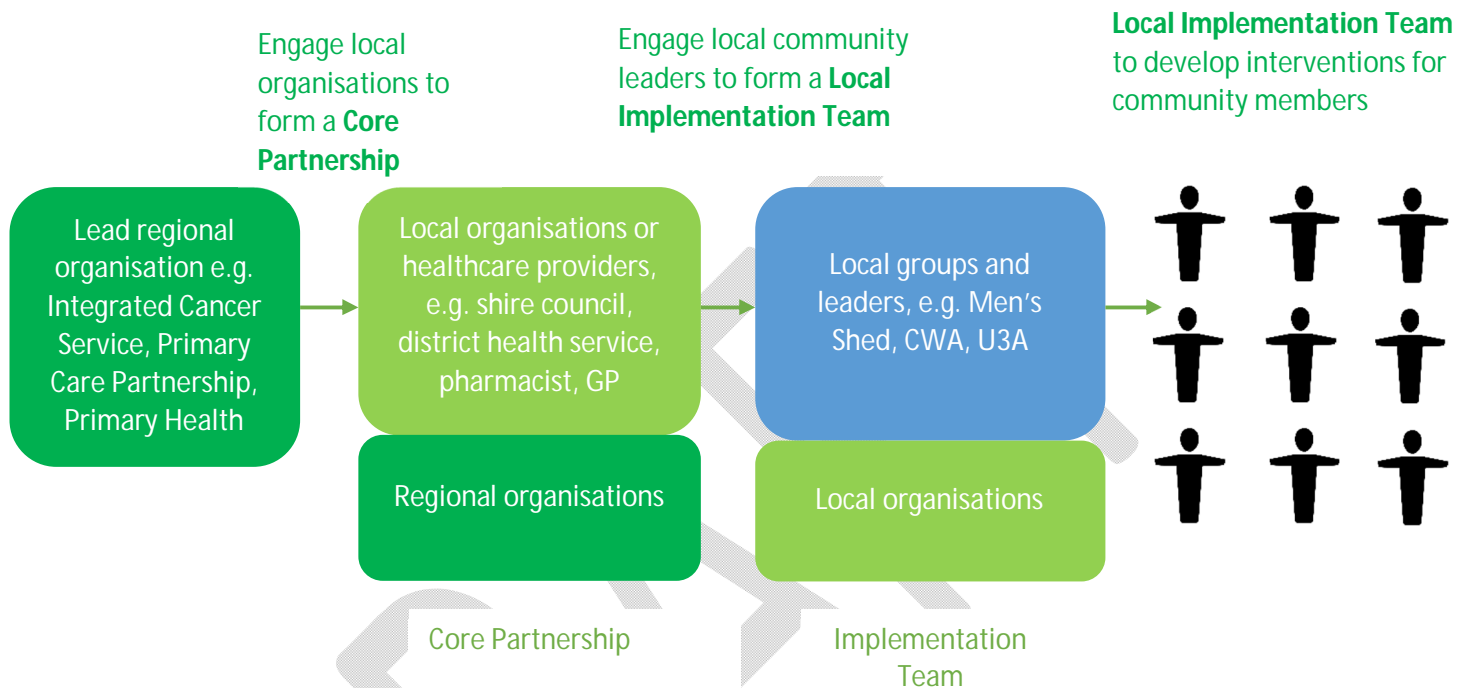 Engage local
organisations to
form a Core
Partnership
Engage local community
leaders to form a Local
Implementation Team
Local Implementation Team
to develop interventions for
community members
Lead regional
organisation e.g.
Integrated Cancer
Service, Primary
Care Partnership,
Primary Health
Local organisations or
healthcare providers,
e.g. shire council,
district health service,
pharmacist, GP
Local groups and
leaders, e.g. Men's
Shed, CWA, U3A
Regional organisations
Local organisations
Core Partnership
Implementation
Team